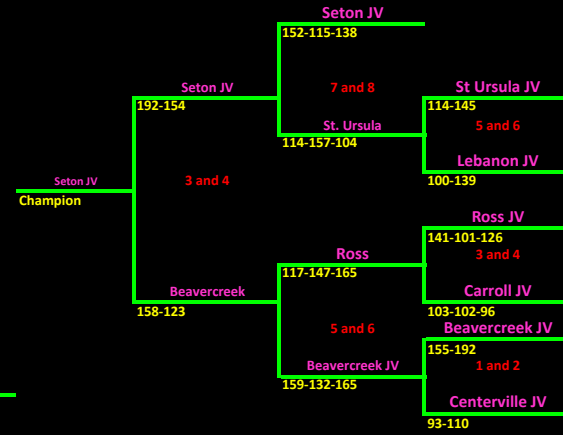 Seton JV
152-115-138
Seton JV
7 and 8
St Ursula JV
192-154
114-145
St. Ursula
5 and 6
114-157-104
Lebanon JV
Seton JV
3 and 4
100-139
Champion
Ross JV
141-101-126
Ross
3 and 4
117-147-165
Beavercreek
Carroll JV
158-123
103-102-96
5 and 6
Beavercreek JV
155-192
Beavercreek JV
1 and 2
159-132-165
Centerville JV
93-110